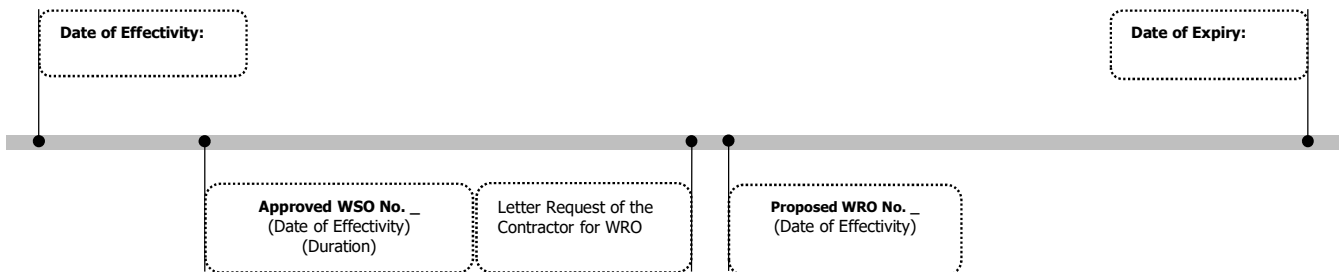 Date of Effectivity:
Date of Expiry:
Approved WSO No. _
(Date of Effectivity)
(Duration)
Letter Request of the
Contractor for WRO
Proposed WRO No. _
(Date of Effectivity)